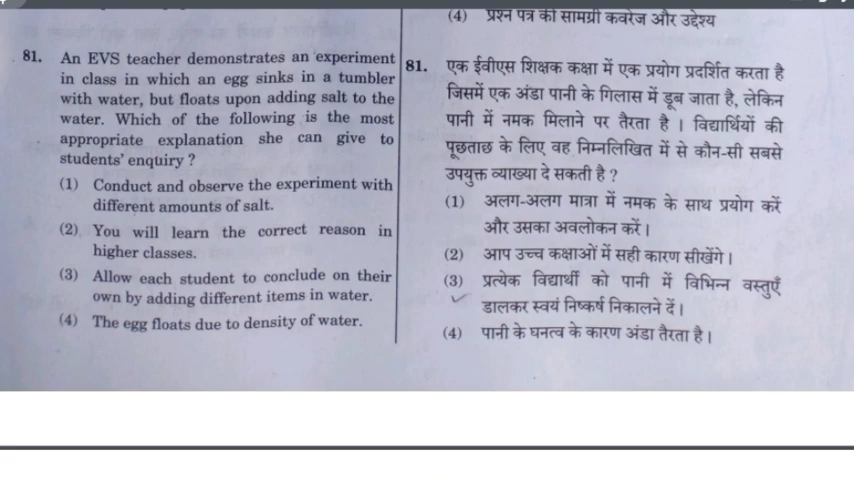 (4) प्रश्न पत्र की सामग्री कवरेज और उद्देश्य
81. An EVS teacher demonstrates an experiment
in class in which an egg sinks in a tumbler
with water, but floats upon adding salt to the
water. Which of the following is the most
appropriate explanation she can give to
students' enquiry ?
(1) Conduct and observe the experiment with
different amounts of salt.
(2) You will learn the correct reason in
higher classes.
(3) Allow each student to conclude on their
own by adding different items in water.
(4) The egg floats due to density of water.
81. एक ईवीएस शिक्षक कक्षा में एक प्रयोग प्रदर्शित करता है
जिसमें एक अंडा पानी के गिलास में डूब जाता है, लेकिन
पानी में नमक मिलाने पर तैरता है । विद्यार्थियों की
पूछताछ के लिए वह निम्नलिखित में से कौन-सी सबसे
उपयुक्त व्याख्या दे सकती है ?
(1) अलग-अलग मात्रा में नमक के साथ प्रयोग करें
और उसका अवलोकन करें ।
(2) आप उच्च कक्षाओं में सही कारण सीखेंगे ।
(3) प्रत्येक विद्यार्थी को पानी में विभिन्न वस्तुएँ
डालकर स्वयं निष्कर्ष निकालने दें ।
(4) पानी के घनत्व के कारण अंडा तैरता है ।